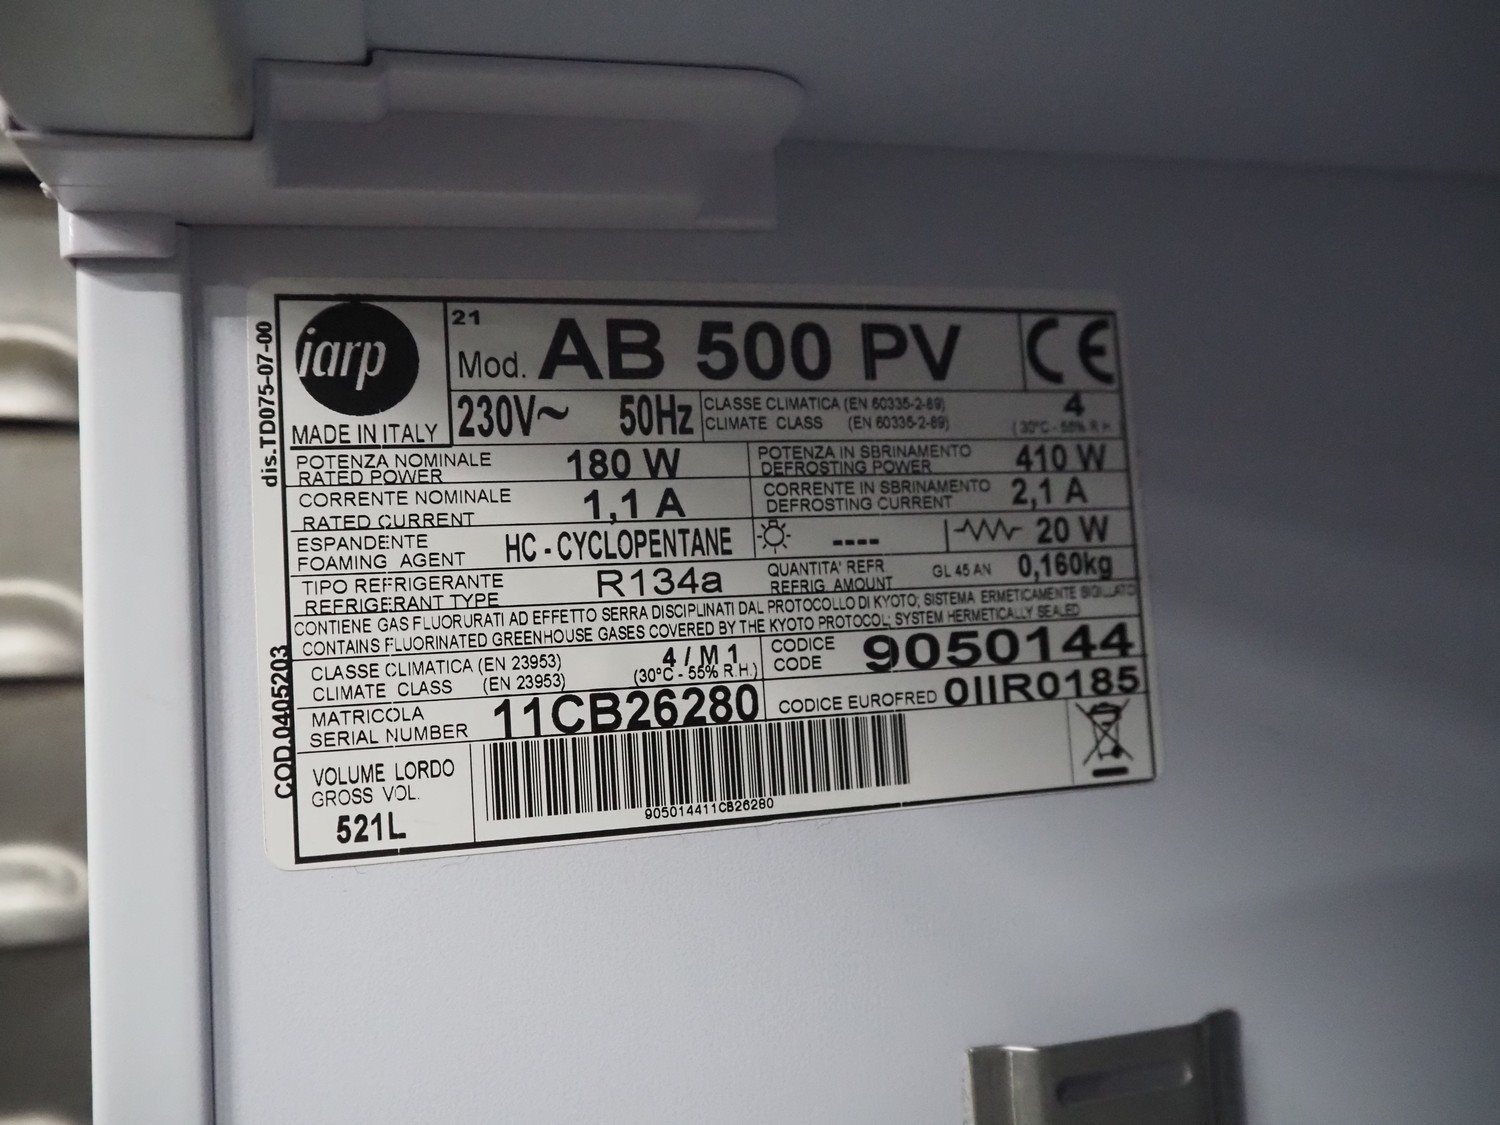 iarp
MADE IN ITALY
21
Mod. AB 500 PV
CE
230V~ 50Hz
CLASSE CLIMATICA (EN 60335-2-89)
CLIMATE CLASS (EN 60335-2-89)
4
(30°C - 55% R.H.
POTENZA NOMINALE
RATED POWER
180 W
POTENZA IN SBRINAMENTO
DEFROSTING POWER
410 W
CORRENTE NOMINALE
RATED CURRENT
1,1 A
CORRENTE IN SBRINAMENTO
DEFROSTING CURRENT
2,1 A
ESPANDENTE
FOAMING AGENT
HC - CYCLOPENTANE
----
20 W
TIPO REFRIGERANTE
REFRIGERANT TYPE
R134a
QUANTITA' REFR
REFRIG. AMOUNT
GL 45 AN
0,160kg
CONTIENE GAS FLUORURATI AD EFFETTO SERRA DISCIPLINATI DAL PROTOCOLLO DI KYOTO; SISTEMA ERMETICAMENTE SIGILLATO
CONTAINS FLUORINATED GREENHOUSE GASES COVERED BY THE KYOTO PROTOCOL; SYSTEM HERMETICALLY SEALED
CLASSE CLIMATICA (EN 23953)
CLIMATE CLASS (EN 23953)
4 / M 1
(30°C - 55% R.H.)
CODICE
CODE
9050144
MATRICOLA
SERIAL NUMBER
11CB26280
CODICE EUROFRED 0IIR0185
VOLUME LORDO
GROSS VOL.
521L
905014411CB26280
dis.TD075-07-00
COD.0405203